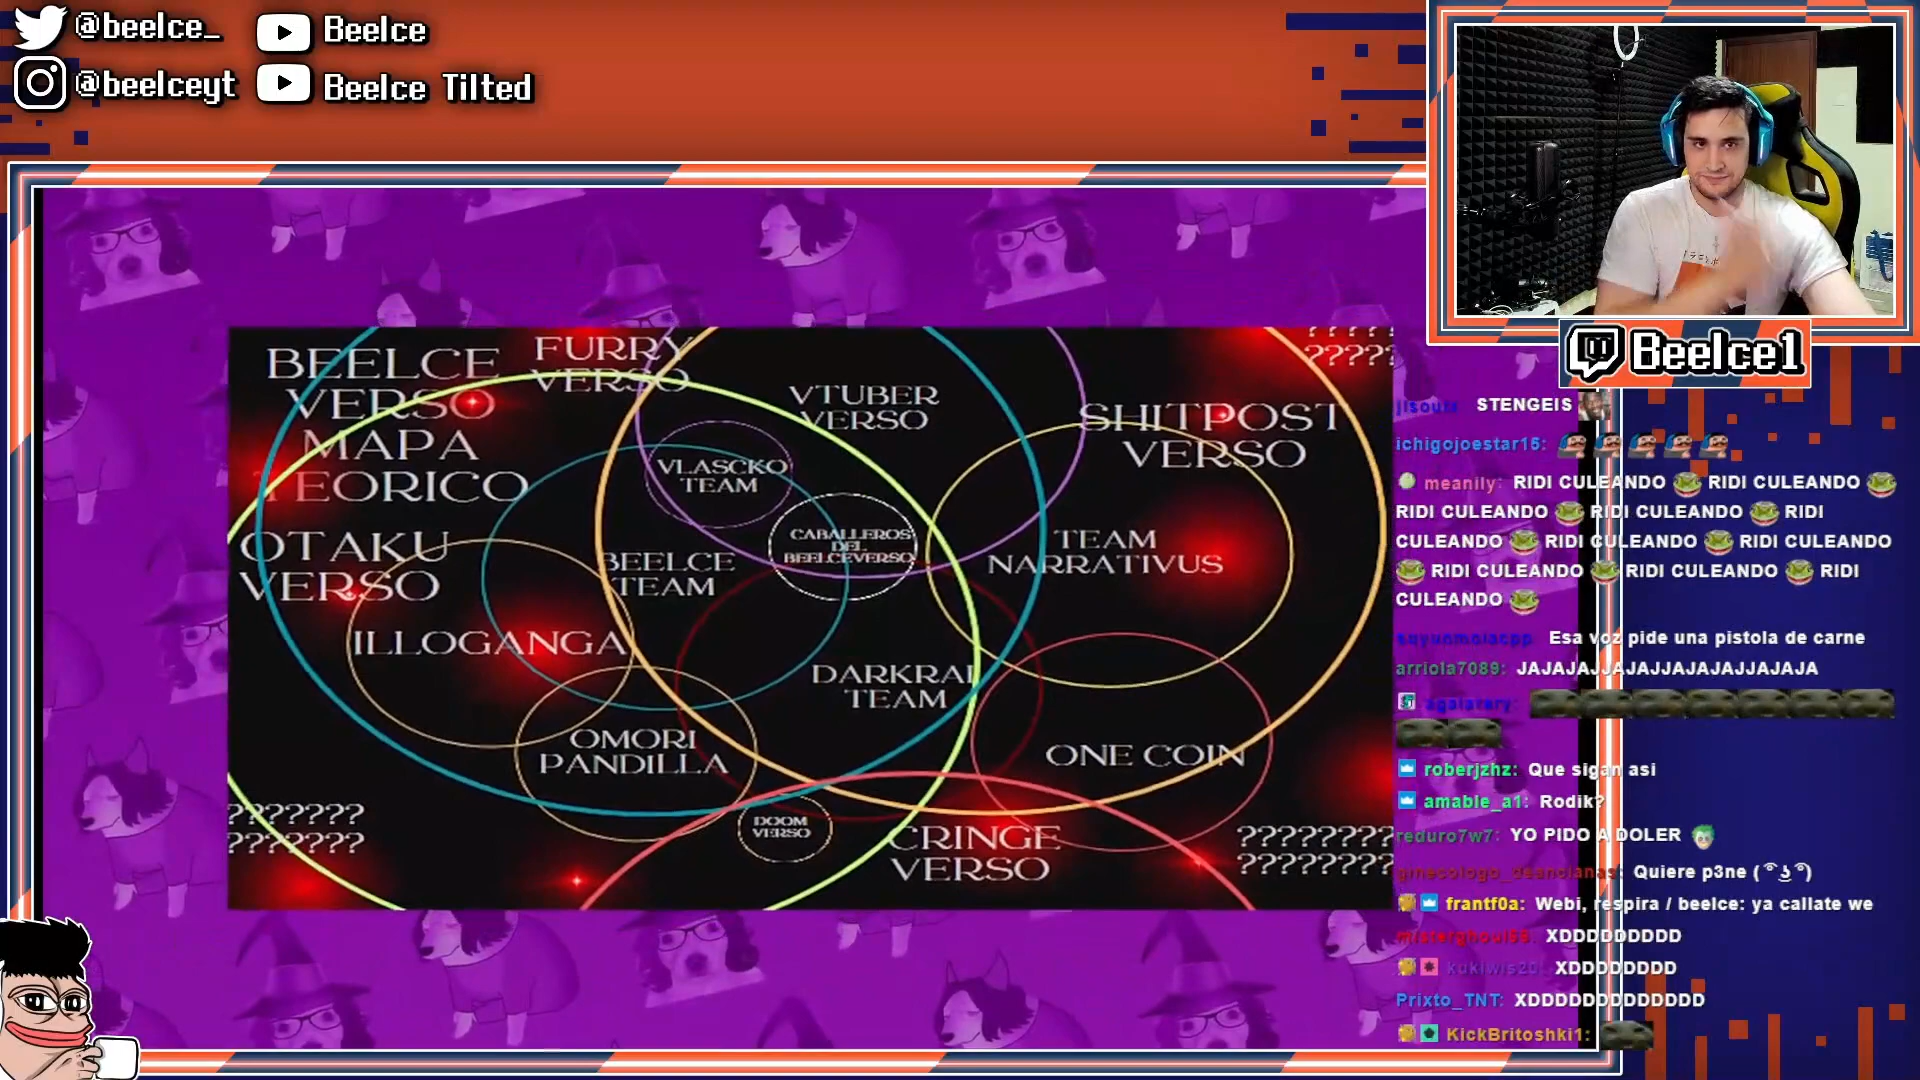 @beelce_
Beelce
@beelceyt
Beelce Tilted
Beelce1
BEELCE
VERSO
MAPA
TEORICO
FURRY
VERSO
VTUBER
VERSO
SHITPOST
VERSO
?????
?????
VLASCKO
TEAM
CABALLEROS
DEL
BEELCEVERSO
OTAKU
VERSO
BEELCE
TEAM
TEAM
NARRATIVUS
ILLOGANGA
DARKRAI
TEAM
OMORI
PANDILLA
ONE COIN
DOOM
VERSO
CRINGE
VERSO
???????
???????
????????
????????
STENGEIS
ichigojoestar15:
meanily: RIDI CULEANDO RIDI CULEANDO
RIDI CULEANDO RIDI CULEANDO RIDI
CULEANDO RIDI CULEANDO RIDI CULEANDO
RIDI CULEANDO RIDI CULEANDO RIDI
CULEANDO
Esa voz pide una pistola de carne
arriola7089: JAJAJAJJAJAJJAJAJAJJAJAJA
agalarary:
roberjzhz: Que sigan asi
amable_a1: Rodik?
reduro7w7: YO PIDO A DOLER
Quiere p3ne ( ͡° ͜ʖ ͡°)
frantf0a: Webi, respira / beelce: ya callate we
misterghoul66: XDDDDDDDDD
kukiwis20: XDDDDDDDD
Prixto_TNT: XDDDDDDDDDDDDD
KickBritoshki1: